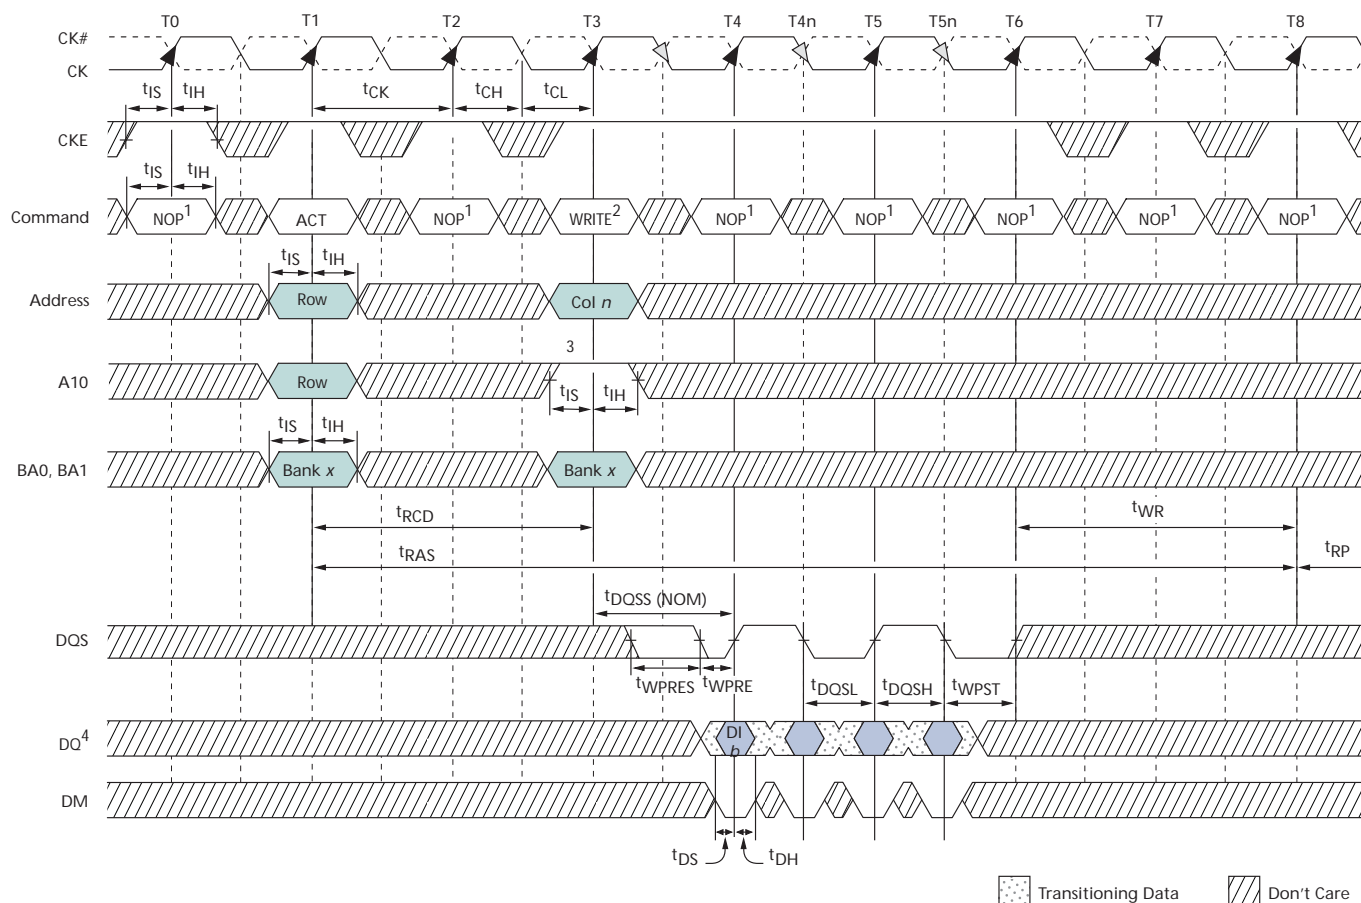 T0 T1 T2 T3 T4 T4n T5 T5n T6 T7 T8
CK#
CK
tIS tIH tCK tCH tCL
CKE
tIS tIH
Command NOP1 ACT NOP1 WRITE2 NOP1 NOP1 NOP1 NOP1 NOP1
tIS tIH
Address Row Col n
3
A10 Row
tIS tIH
tIS tIH
BA0, BA1 Bank x Bank x
tRCD tWR
tRAS tRP
tDQSS (NOM)
DQS
tWPRES tWPRE tDQSL tDQSH tWPST
DQ4 DI
b
DM
tDS tDH
Transitioning Data Don't Care